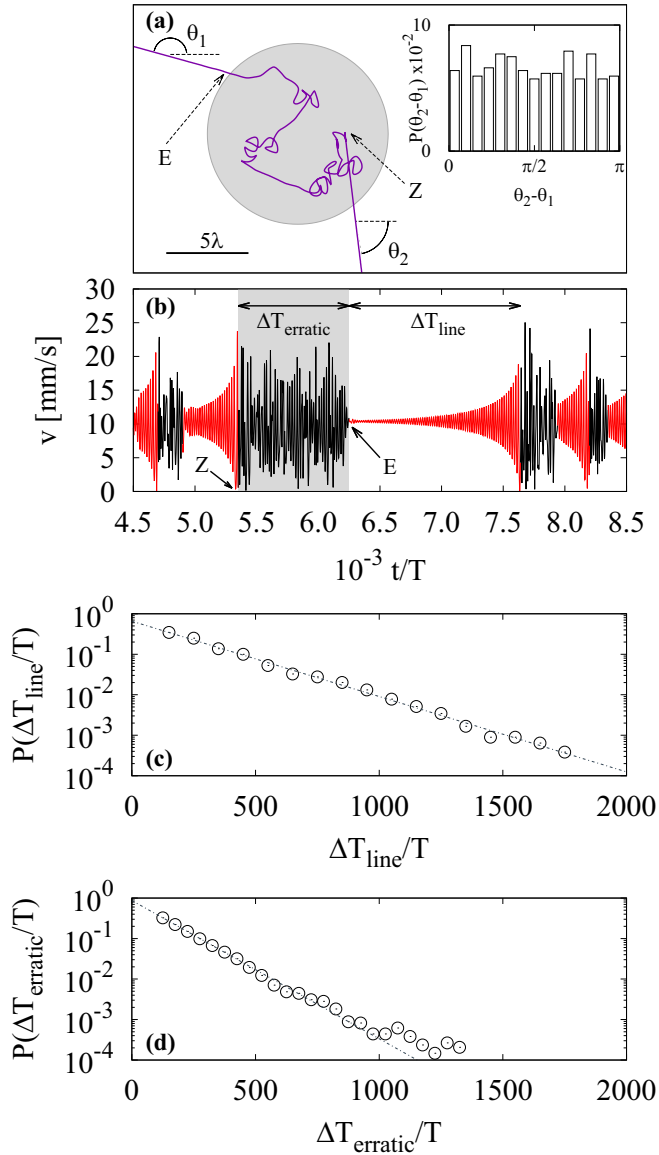 (a)
θ1
E
Z
θ2
5λ
P(θ2-θ1) x10-2
10
0
0 π/2 π
θ2-θ1
(b)
v [mm/s]
30
25
20
15
10
5
0
ΔTerratic
ΔTline
Z
E
4.5 5.0 5.5 6.0 6.5 7.0 7.5 8.0 8.5
10-3 t/T
P(ΔTline/T)
100
10-1
10-2
10-3
10-4
(c)
0 500 1000 1500 2000
ΔTline/T
P(ΔTerratic/T)
100
10-1
10-2
10-3
10-4
(d)
0 500 1000 1500 2000
ΔTerratic/T